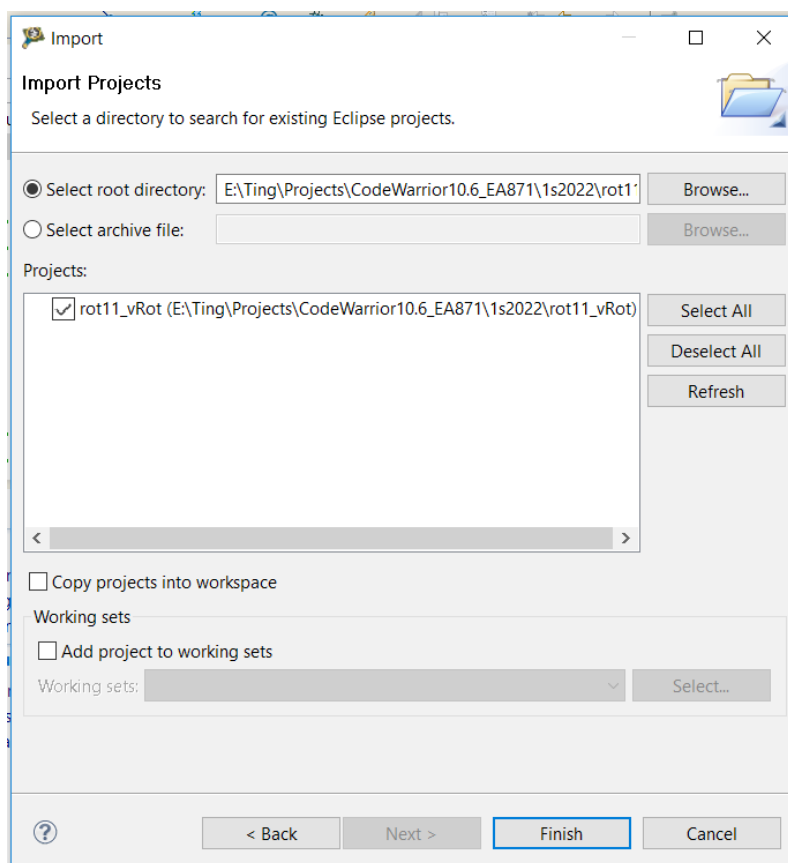 Import
Import Projects
Select a directory to search for existing Eclipse projects.
Select root directory: E:\Ting\Projects\CodeWarrior10.6_EA871\1s2022\rot11 Browse...
Select archive file: Browse...
Projects:
rot11_vRot (E:\Ting\Projects\CodeWarrior10.6_EA871\1s2022\rot11_vRot) Select All
Deselect All
Refresh
Copy projects into workspace
Working sets
Add project to working sets
Working sets: Select...
? < Back Next > Finish Cancel